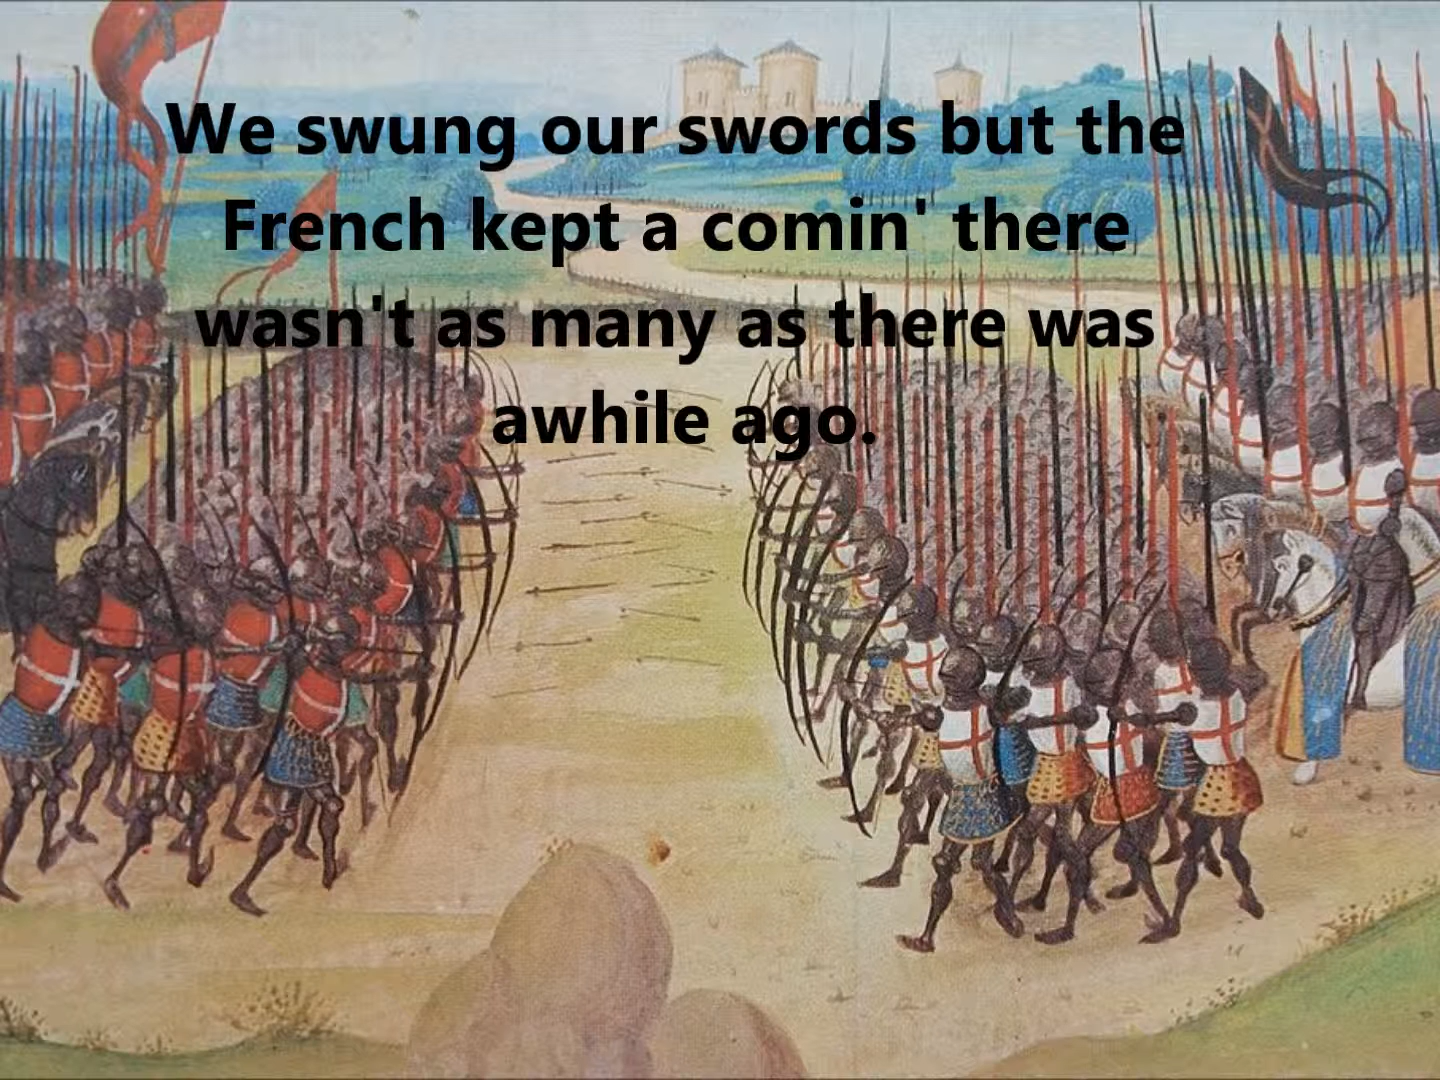 We swung our swords but the
French kept a comin' there
wasn't as many as there was
awhile ago.